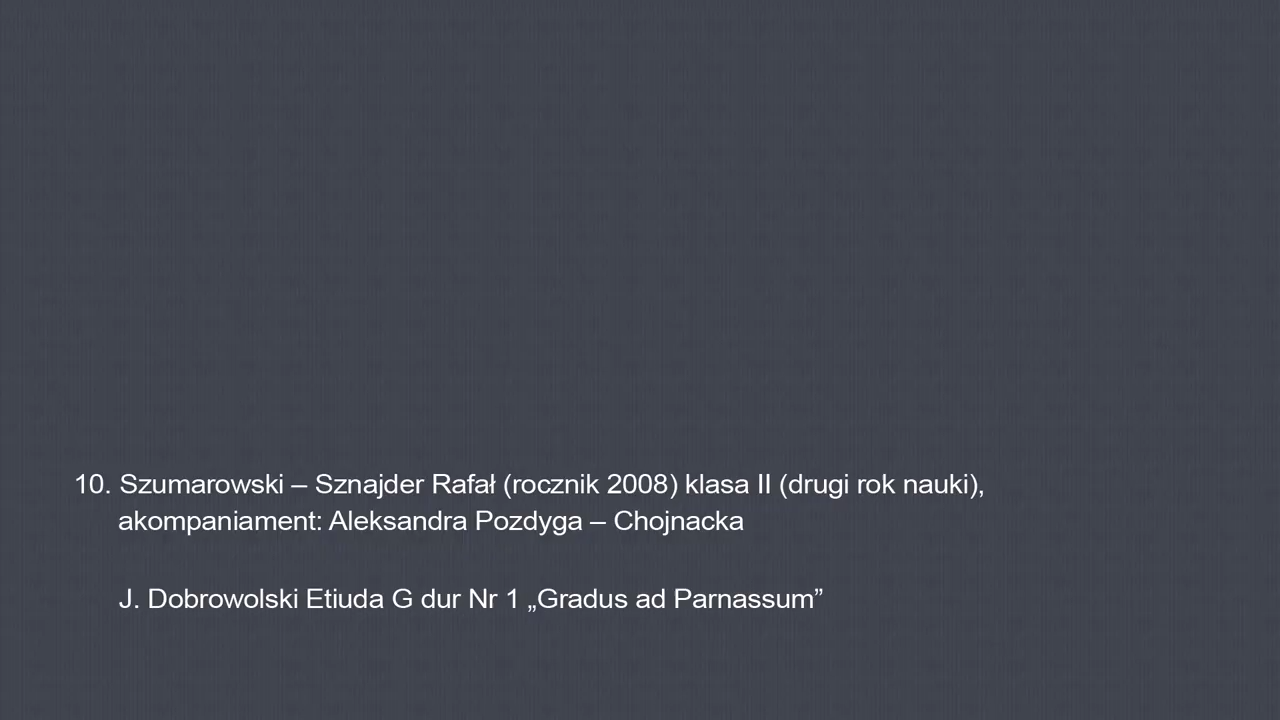 10. Szumarowski – Sznajder Rafał (rocznik 2008) klasa II (drugi rok nauki),
akompaniament: Aleksandra Pozdyga – Chojnacka
J. Dobrowolski Etiuda G dur Nr 1 „Gradus ad Parnassum”